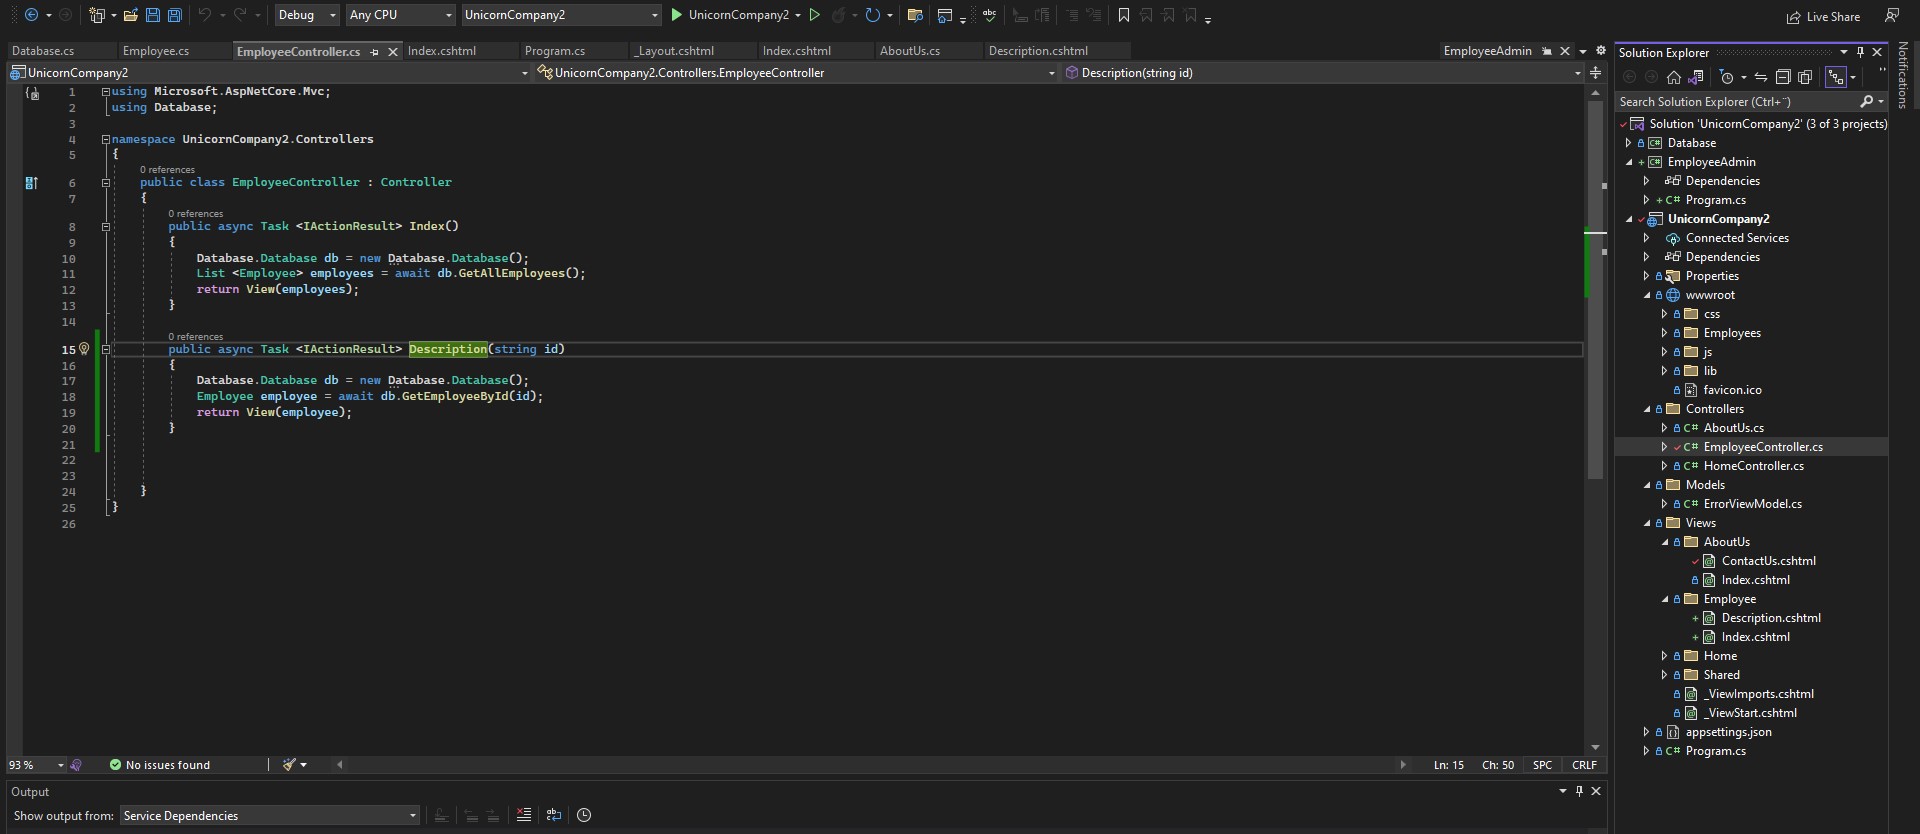 Debug
Any CPU
UnicornCompany2
UnicornCompany2
Live Share
Database.cs
Employee.cs
EmployeeController.cs
Index.cshtml
Program.cs
_Layout.cshtml
Index.cshtml
AboutUs.cs
Description.cshtml
EmployeeAdmin
UnicornCompany2
UnicornCompany2.Controllers.EmployeeController
Description(string id)
1 using Microsoft.AspNetCore.Mvc;
2 using Database;
3
4 namespace UnicornCompany2.Controllers
5 {
0 references
6 public class EmployeeController : Controller
7 {
0 references
8 public async Task <IActionResult> Index()
9 {
10 Database.Database db = new Database.Database();
11 List <Employee> employees = await db.GetAllEmployees();
12 return View(employees);
13 }
14
0 references
15 public async Task <IActionResult> Description(string id)
16 {
17 Database.Database db = new Database.Database();
18 Employee employee = await db.GetEmployeeById(id);
19 return View(employee);
20 }
21
22
23
24 }
25 }
26
93 %
No issues found
Ln: 15
Ch: 50
SPC
CRLF
Output
Show output from:
Service Dependencies
Solution Explorer
Search Solution Explorer (Ctrl+¨)
Solution 'UnicornCompany2' (3 of 3 projects)
Database
EmployeeAdmin
Dependencies
C# Program.cs
UnicornCompany2
Connected Services
Dependencies
Properties
wwwroot
css
Employees
js
lib
favicon.ico
Controllers
C# AboutUs.cs
C# EmployeeController.cs
C# HomeController.cs
Models
C# ErrorViewModel.cs
Views
AboutUs
ContactUs.cshtml
Index.cshtml
Employee
Description.cshtml
Index.cshtml
Home
Shared
_ViewImports.cshtml
_ViewStart.cshtml
appsettings.json
C# Program.cs
Notifications